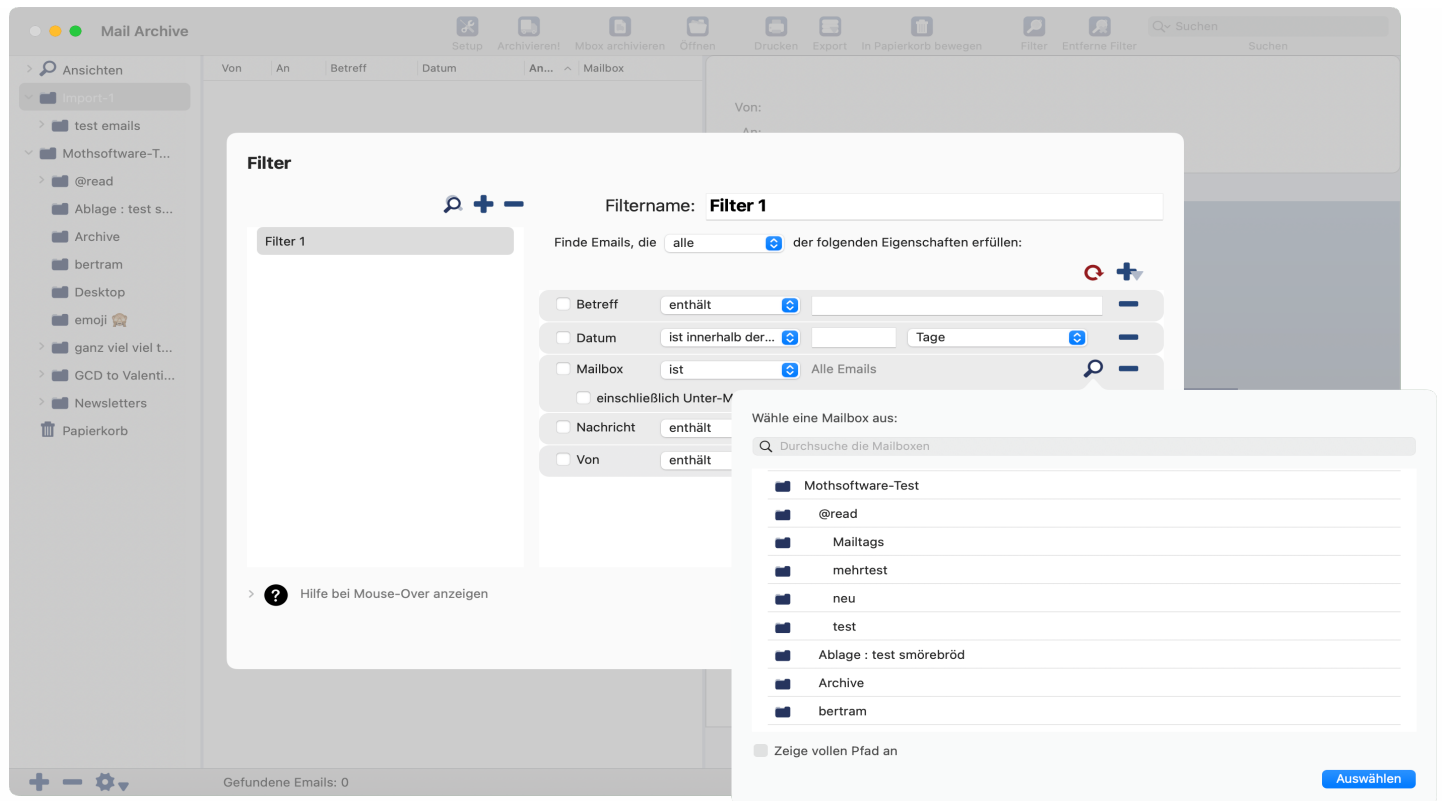 Mail Archive
Setup Archivieren! Mbox archivieren Öffnen Drucken Export In Papierkorb bewegen Filter Entferne Filter Suchen
Suchen
Ansichten
Import-1
test emails
Mothsoftware-T...
@read
Ablage : test s...
Archive
bertram
Desktop
emoji 🙊
ganz viel viel t...
GCD to Valenti...
Newsletters
Papierkorb
Von An Betreff Datum An... Mailbox
Von:
An:
Filter
Filter 1
Filtername: Filter 1
Finde Emails, die alle der folgenden Eigenschaften erfüllen:
Betreff enthält
Datum ist innerhalb der... Tage
Mailbox ist Alle Emails
einschließlich Unter-M
Nachricht enthält
Von enthält
? Hilfe bei Mouse-Over anzeigen
Wähle eine Mailbox aus:
Durchsuche die Mailboxen
Mothsoftware-Test
@read
Mailtags
mehrtest
neu
test
Ablage : test smörebröd
Archive
bertram
Zeige vollen Pfad an
Auswählen
Gefundene Emails: 0